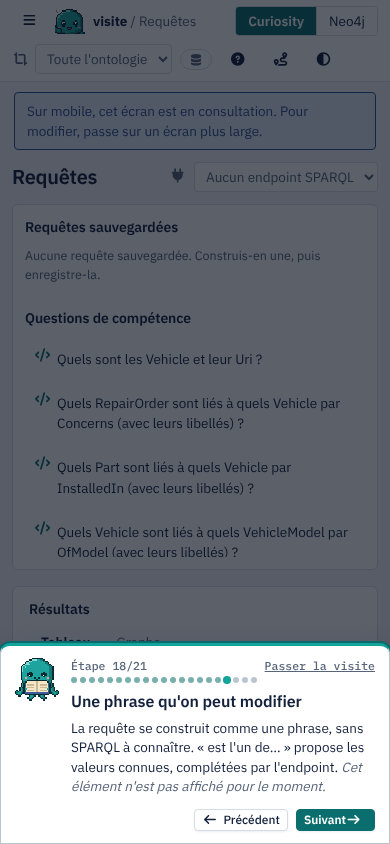 visite / Requêtes
Curiosity
Neo4j
Toute l'ontologie
Sur mobile, cet écran est en consultation. Pour
modifier, passe sur un écran plus large.
Requêtes
Aucun endpoint SPARQL
Requêtes sauvegardées
Aucune requête sauvegardée. Construis-en une, puis
enregistre-la.
Questions de compétence
Quels sont les Vehicle et leur Uri ?
Quels RepairOrder sont liés à quels Vehicle par
Concerns (avec leurs libellés) ?
Quels Part sont liés à quels Vehicle par
InstalledIn (avec leurs libellés) ?
Quels Vehicle sont liés à quels VehicleModel par
OfModel (avec leurs libellés) ?
Résultats
Tableau Graphe
Étape 18/21
Passer la visite
Une phrase qu'on peut modifier
La requête se construit comme une phrase, sans
SPARQL à connaître. « est l'un de... » propose les
valeurs connues, complétées par l'endpoint. Cet
élément n'est pas affiché pour le moment.
← Précédent
Suivant→